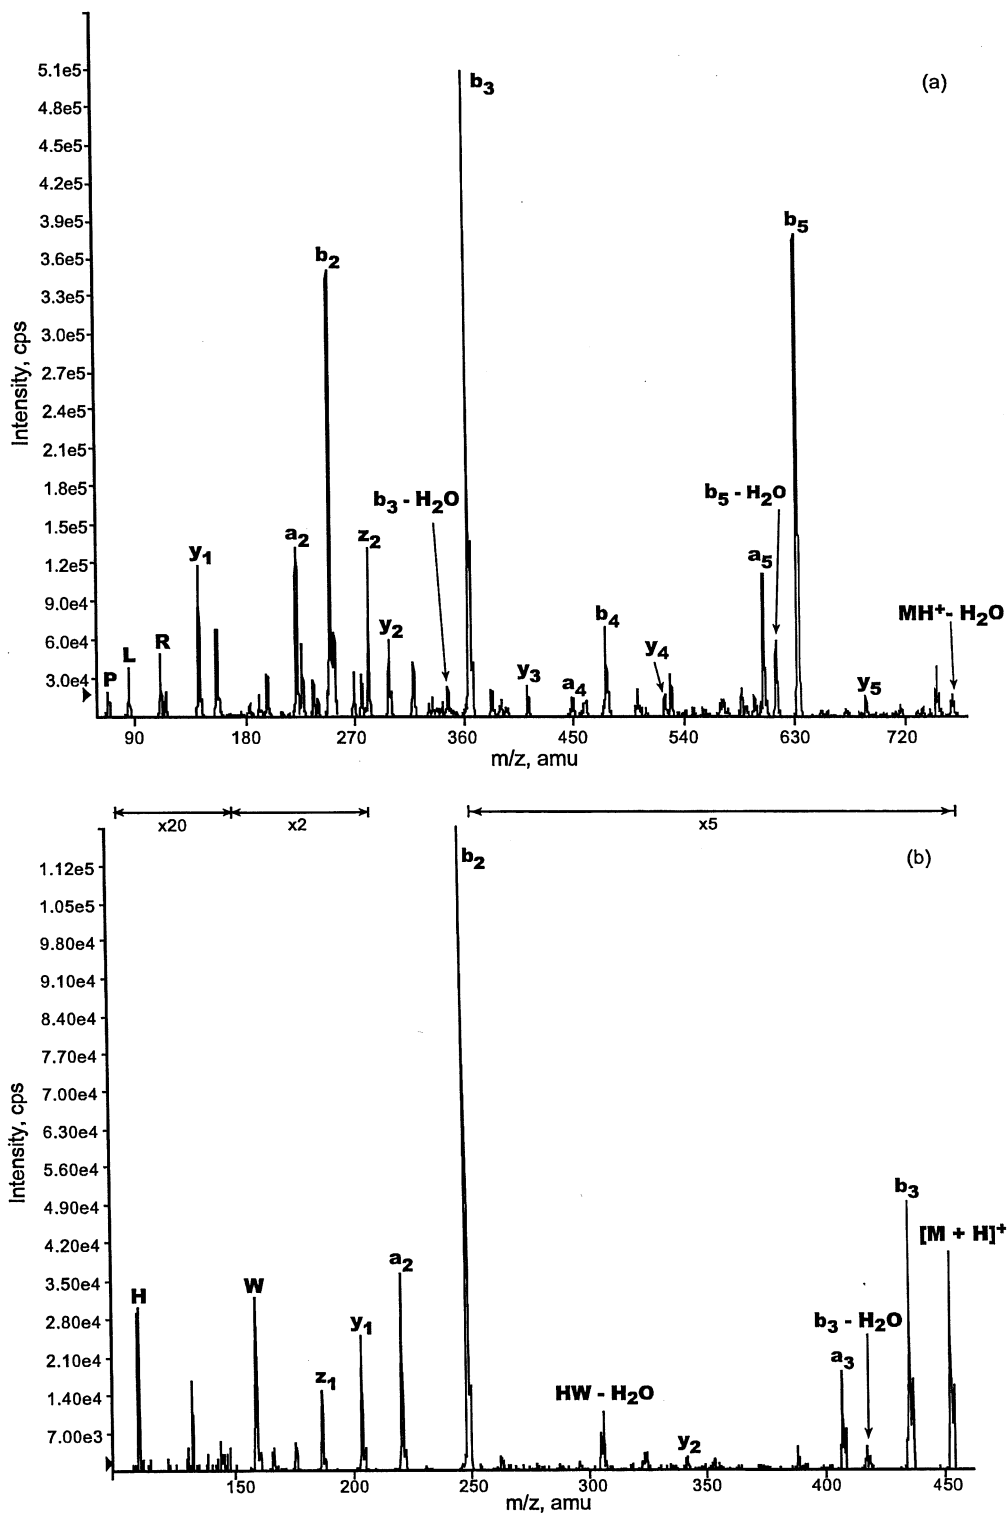 (a)
5.1e5
4.8e5
4.5e5
4.2e5
3.9e5
3.6e5
3.3e5
3.0e5
2.7e5
2.4e5
2.1e5
1.8e5
1.5e5
1.2e5
9.0e4
6.0e4
3.0e4
Intensity, cps
P
L
R
y1
a2
b2
z2
y2
b3 - H2O
b3
y3
a4
b4
y4
a5
b5 - H2O
b5
y5
MH+- H2O
90 180 270 360 450 540 630 720
m/z, amu
x20 x2 x5
(b)
1.12e5
1.05e5
9.80e4
9.10e4
8.40e4
7.70e4
7.00e4
6.30e4
5.60e4
4.90e4
4.20e4
3.50e4
2.80e4
2.10e4
1.40e4
7.00e3
Intensity, cps
H
W
z1
y1
a2
b2
HW - H2O
y2
a3
b3 - H2O
b3
[M + H]+
150 200 250 300 350 400 450
m/z, amu